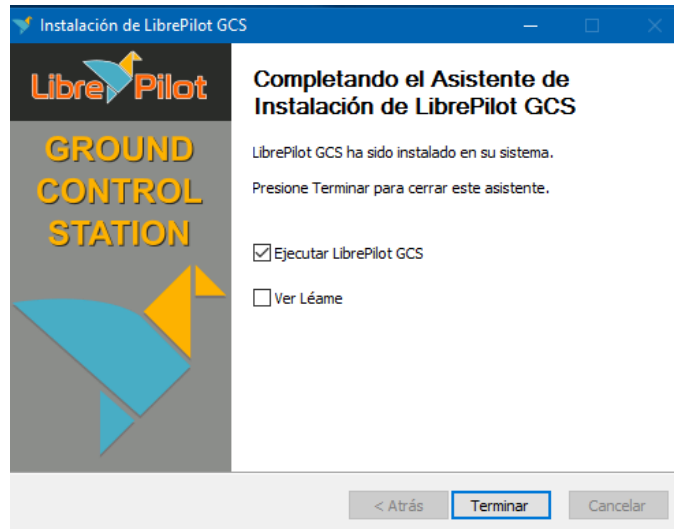 Instalación de LibrePilot GCS
LibrePilot
GROUND
CONTROL
STATION
Completando el Asistente de
Instalación de LibrePilot GCS
LibrePilot GCS ha sido instalado en su sistema.
Presione Terminar para cerrar este asistente.
Ejecutar LibrePilot GCS
Ver Léame
< Atrás
Terminar
Cancelar